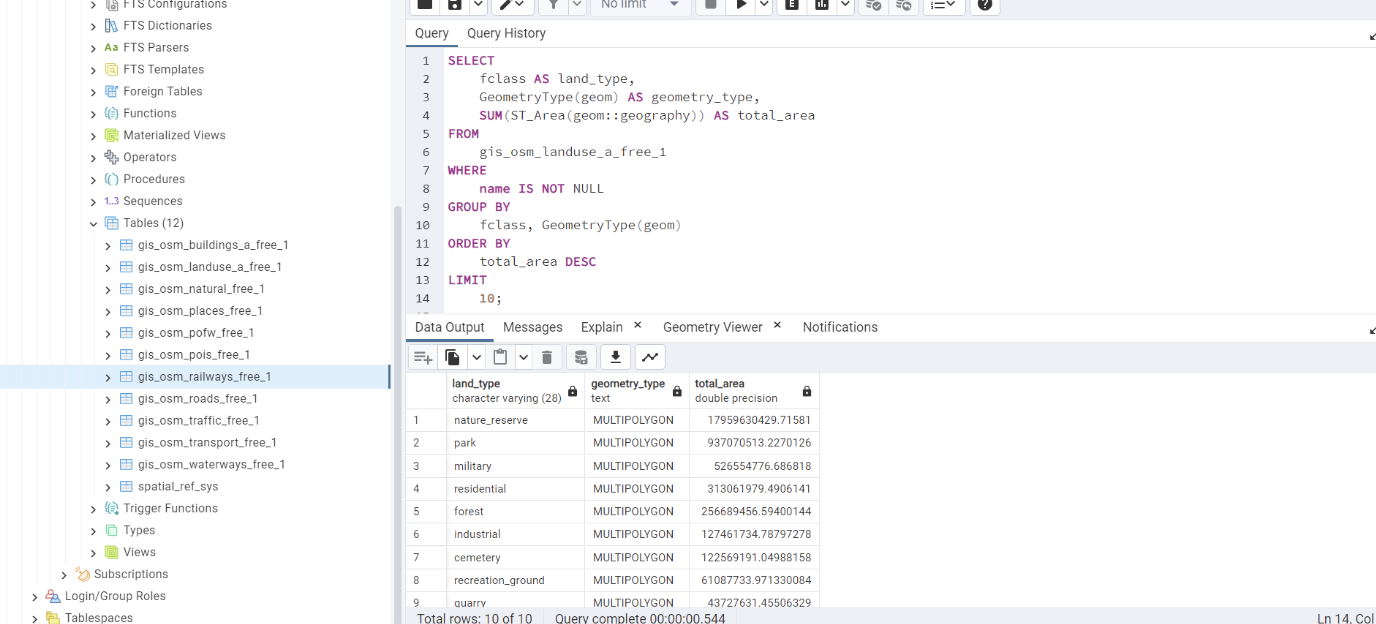 FTS Configurations
FTS Dictionaries
Aa FTS Parsers
FTS Templates
Foreign Tables
Functions
Materialized Views
Operators
Procedures
1..3 Sequences
Tables (12)
gis_osm_buildings_a_free_1
gis_osm_landuse_a_free_1
gis_osm_natural_free_1
gis_osm_places_free_1
gis_osm_pofw_free_1
gis_osm_pois_free_1
gis_osm_railways_free_1
gis_osm_roads_free_1
gis_osm_traffic_free_1
gis_osm_transport_free_1
gis_osm_waterways_free_1
spatial_ref_sys
Trigger Functions
Types
Views
Subscriptions
Login/Group Roles
Tablespaces
No limit
E
Query Query History
1 SELECT
2 fclass AS land_type,
3 GeometryType(geom) AS geometry_type,
4 SUM(ST_Area(geom::geography)) AS total_area
5 FROM
6 gis_osm_landuse_a_free_1
7 WHERE
8 name IS NOT NULL
9 GROUP BY
10 fclass, GeometryType(geom)
11 ORDER BY
12 total_area DESC
13 LIMIT
14 10;
Data Output Messages Explain × Geometry Viewer × Notifications
land_type geometry_type total_area
character varying (28) text double precision
1 nature_reserve MULTIPOLYGON 17959630429.71581
2 park MULTIPOLYGON 937070513.2270126
3 military MULTIPOLYGON 526554776.686818
4 residential MULTIPOLYGON 313061979.4906141
5 forest MULTIPOLYGON 256689456.59400144
6 industrial MULTIPOLYGON 127461734.78797278
7 cemetery MULTIPOLYGON 122569191.04988158
8 recreation_ground MULTIPOLYGON 61087733.971330084
9 quarry MULTIPOLYGON 43727631.45506329
Total rows: 10 of 10 Query complete 00:00:00.544 Ln 14, Col